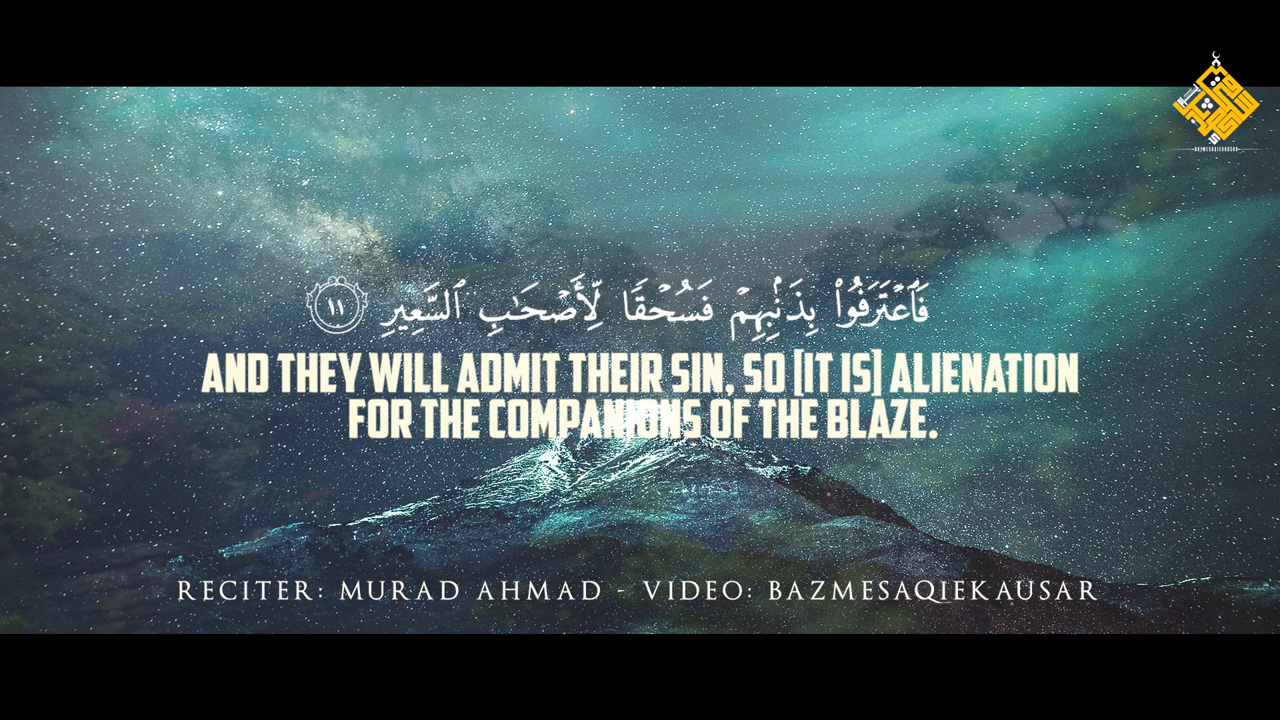 BAZMESAQIEKAUSAR
فَٱعْتَرَفُوا۟ بِذَنۢبِهِمْ فَسُحْقًا لِّأَصْحَٰبِ ٱلسَّعِيرِ ١١
AND THEY WILL ADMIT THEIR SIN, SO [IT IS] ALIENATION
FOR THE COMPANIONS OF THE BLAZE.
RECITER: MURAD AHMAD - VIDEO: BAZMESAQIEKAUSAR